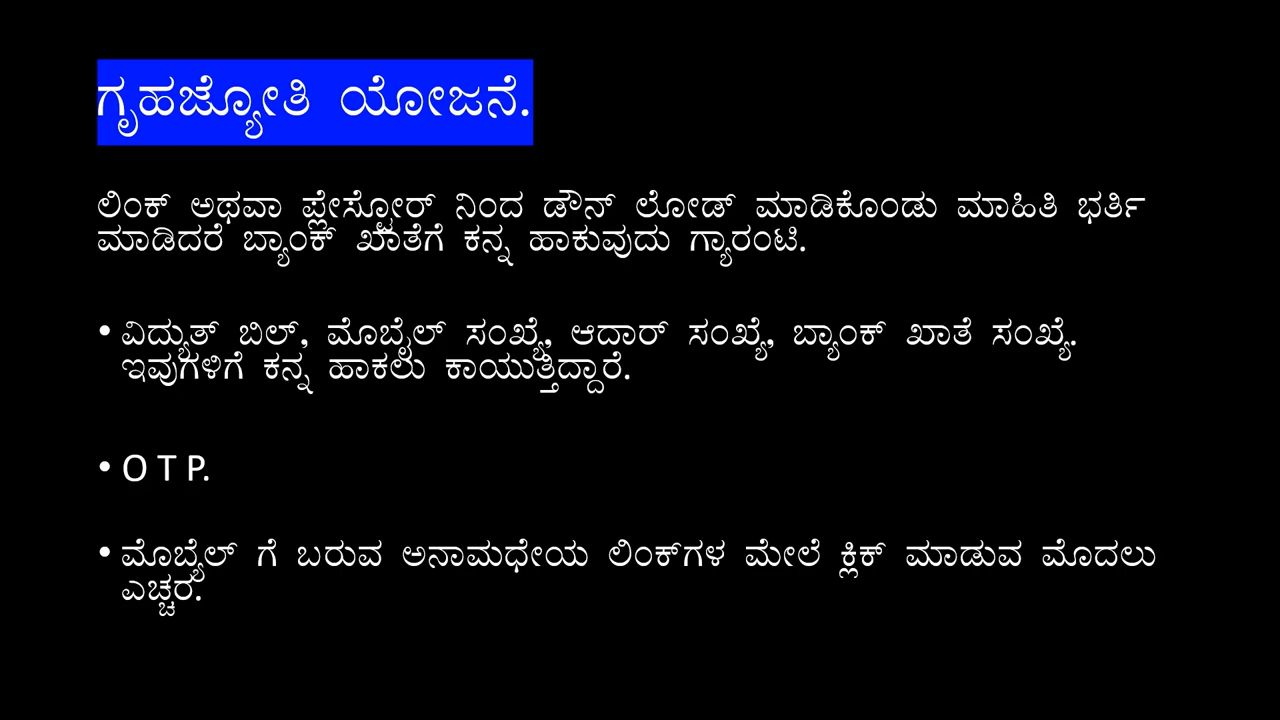 ಗೃಹಜ್ಯೋತಿ ಯೋಜನೆ.
ಲಿಂಕ್ ಅಥವಾ ಪ್ಲೇಸ್ಟೋರ್ ನಿಂದ ಡೌನ್ ಲೋಡ್ ಮಾಡಿಕೊಂಡು ಮಾಹಿತಿ ಭರ್ತಿ
ಮಾಡಿದರೆ ಬ್ಯಾಂಕ್ ಖಾತೆಗೆ ಕನ್ನ ಹಾಕುವುದು ಗ್ಯಾರಂಟಿ.
• ವಿದ್ಯುತ್ ಬಿಲ್, ಮೊಬೈಲ್ ಸಂಖ್ಯೆ, ಆದಾರ್ ಸಂಖ್ಯೆ, ಬ್ಯಾಂಕ್ ಖಾತೆ ಸಂಖ್ಯೆ.
ಇವುಗಳಿಗೆ ಕನ್ನ ಹಾಕಲು ಕಾಯುತ್ತಿದ್ದಾರೆ.
• O T P.
• ಮೊಬ್ಯೆಲ್ ಗೆ ಬರುವ ಅನಾಮಧೇಯ ಲಿಂಕ್‌ಗಳ ಮೇಲೆ ಕ್ಲಿಕ್ ಮಾಡುವ ಮೊದಲು
ಎಚ್ಚರ.